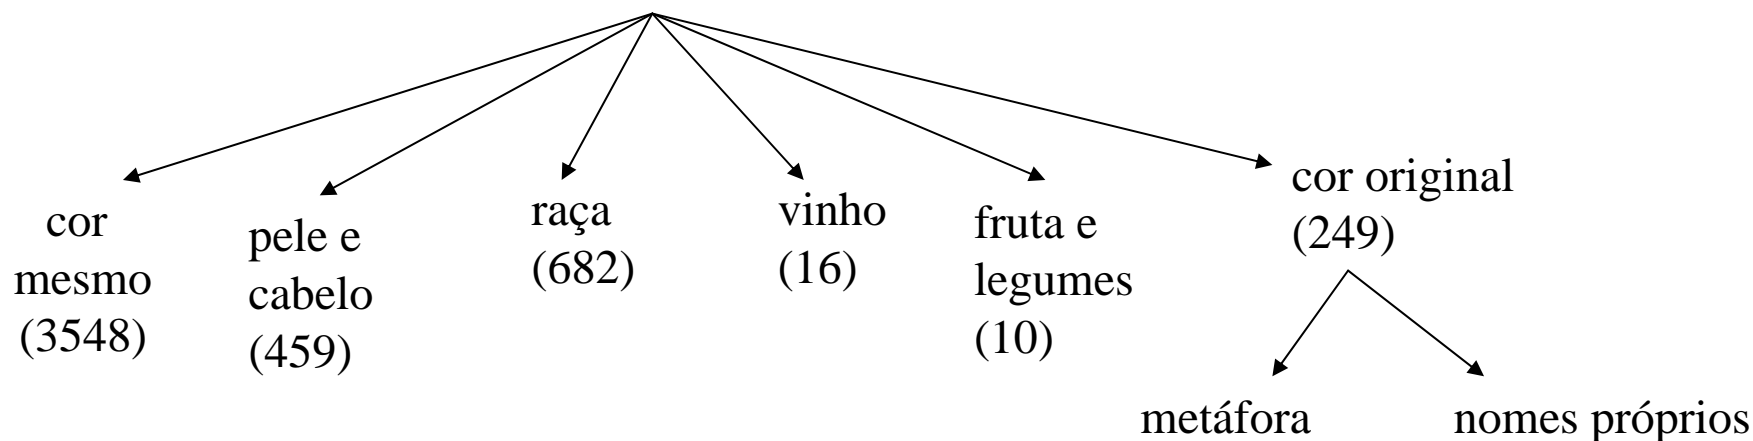 cor
mesmo
(3548)
pele e
cabelo
(459)
raça
(682)
vinho
(16)
fruta e
legumes
(10)
cor original
(249)
metáfora
nomes próprios